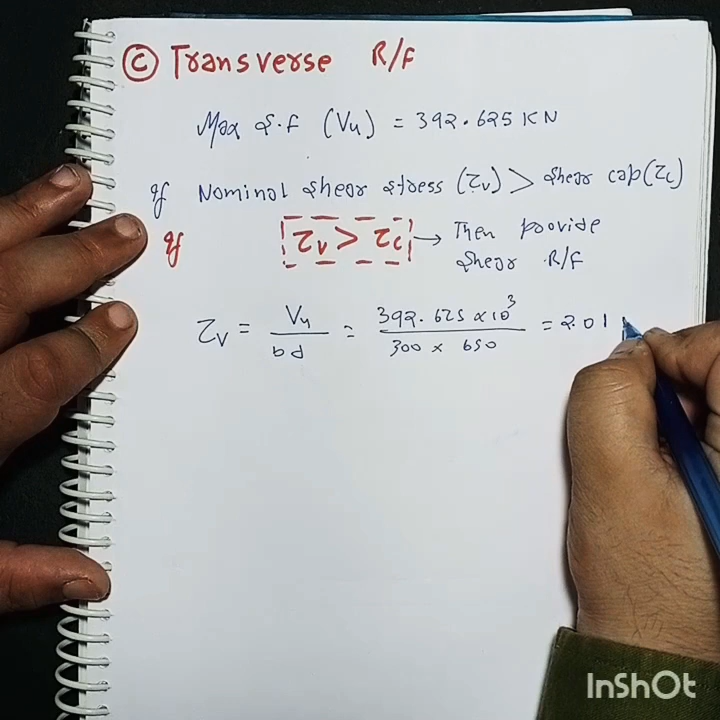 Ⓒ Transverse R/F
Max S.F (Vu) = 392.625 KN
If Nominal Shear stress (τv) > Shear cap(τc)
If τv > τc → Then provide
Shear R/F
τv = Vu / bd = 392.625 x 10³ / 300 x 650 = 2.01
InShOt